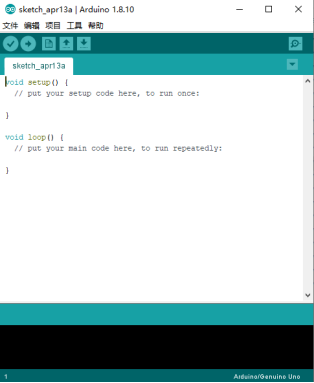 sketch_apr13a | Arduino 1.8.10
文件 编辑 项目 工具 帮助
sketch_apr13a
void setup() {
// put your setup code here, to run once:
}
void loop() {
// put your main code here, to run repeatedly:
}
1
Arduino/Genuino Uno